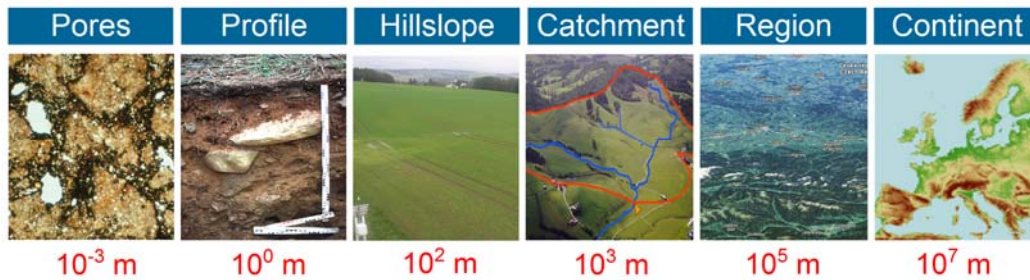 Pores Profile Hillslope Catchment Region Continent
10⁻³ m 10⁰ m 10² m 10³ m 10⁵ m 10⁷ m